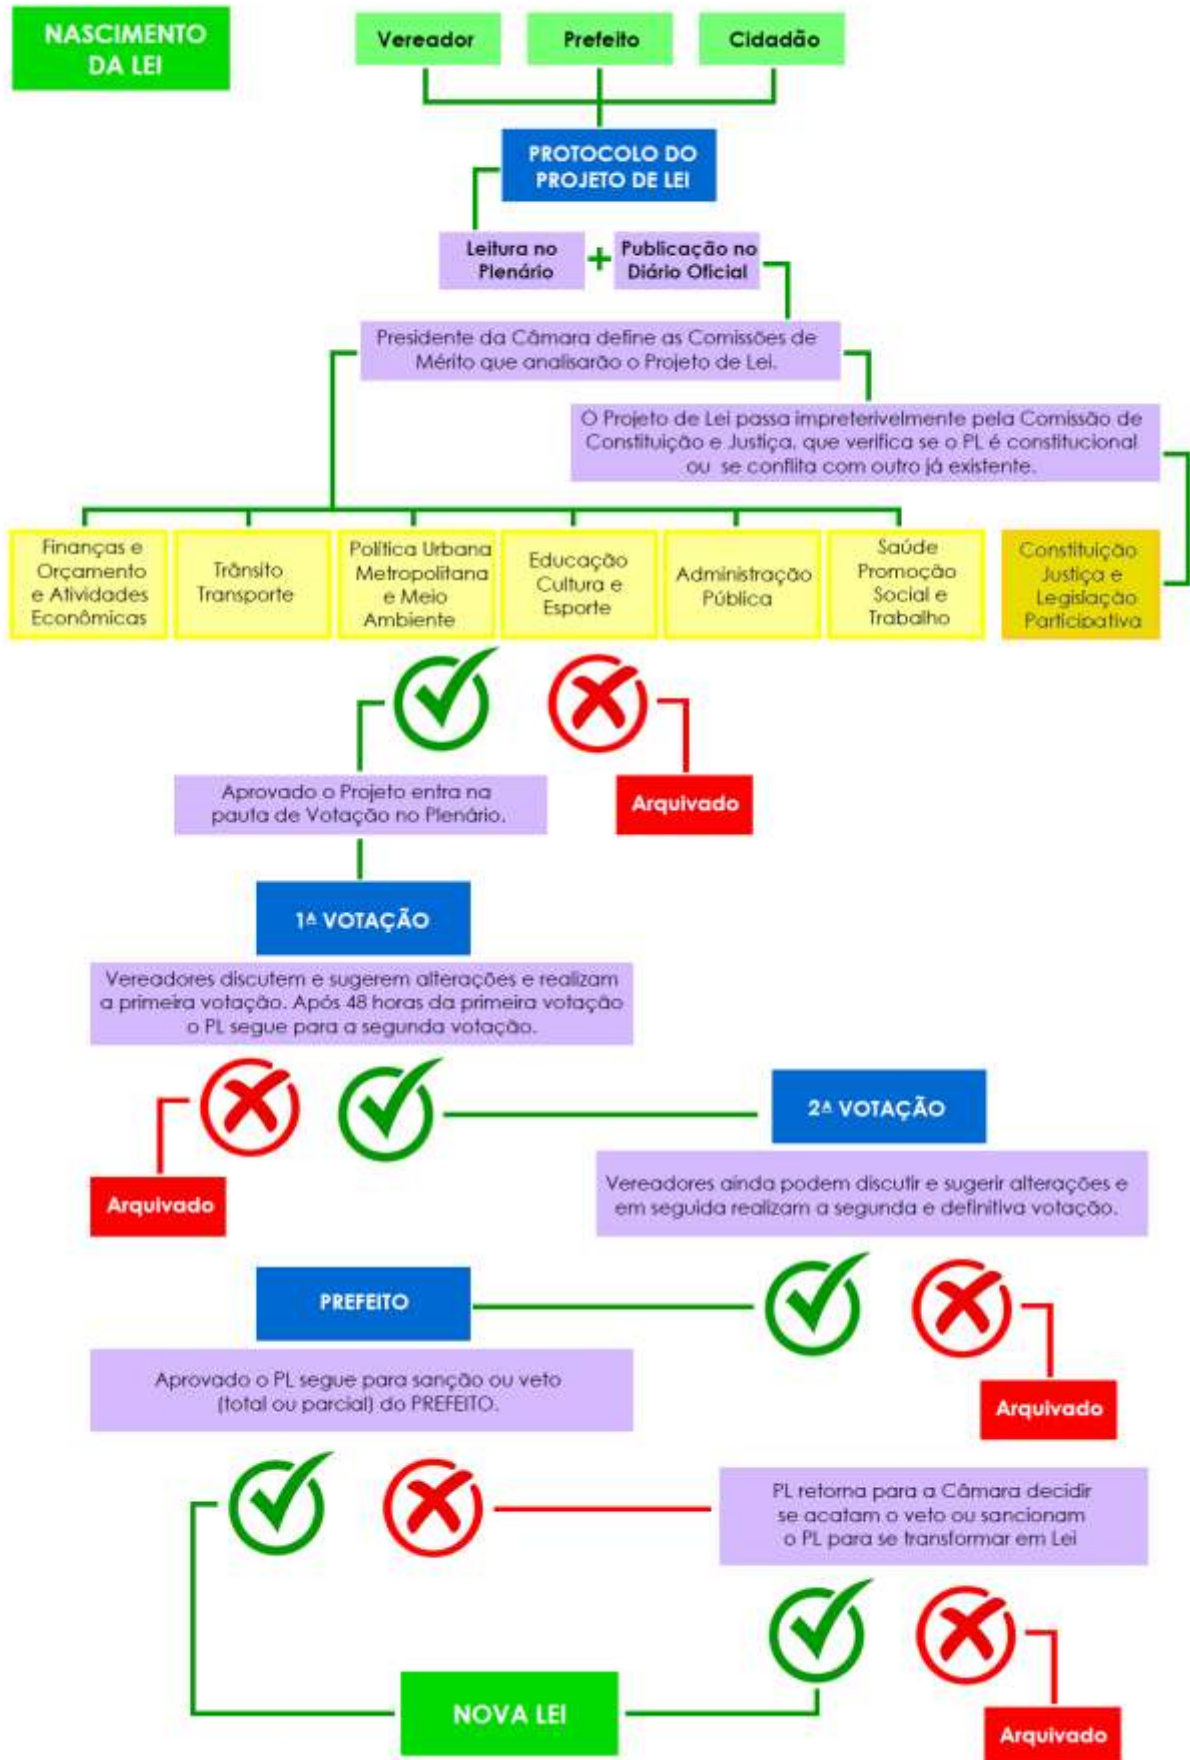 NASCIMENTO
DA LEI
Vereador
Prefeito
Cidadão
PROTOCOLO DO
PROJETO DE LEI
Leitura no
Plenário
+
Publicação no
Diário Oficial
Presidente da Câmara define as Comissões de
Mérito que analisarão o Projeto de Lei.
O Projeto de Lei passa impreterivelmente pela Comissão de
Constituição e Justiça, que verifica se o PL é constitucional
ou se conflita com outro já existente.
Finanças e
Orçamento
e Atividades
Econômicas
Trânsito
Transporte
Política Urbana
Metropolitana
e Meio
Ambiente
Educação
Cultura e
Esporte
Administração
Pública
Saúde
Promoção
Social e
Trabalho
Constituição
Justiça e
Legislação
Participativa
Aprovado o Projeto entra na
pauta de Votação no Plenário.
Arquivado
1ª VOTAÇÃO
Vereadores discutem e sugerem alterações e realizam
a primeira votação. Após 48 horas da primeira votação
o PL segue para a segunda votação.
Arquivado
2ª VOTAÇÃO
Vereadores ainda podem discutir e sugerir alterações e
em seguida realizam a segunda e definitiva votação.
PREFEITO
Aprovado o PL segue para sanção ou veto
(total ou parcial) do PREFEITO.
Arquivado
PL retorna para a Câmara decidir
se acatam o veto ou sancionam
o PL para se transformar em Lei
NOVA LEI
Arquivado